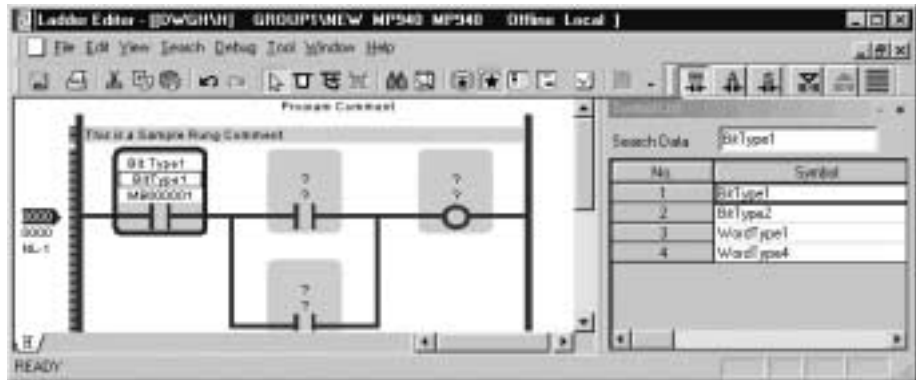 Ladder Editor - [[DWGH\H] GROUP1\NEW MP940 MP940 Offline Local ]
File Edit View Search Debug Tool Window Help
Program Comment
This is a Sample Rung Comment
Bit Type1
BitType1
MB000001
?
?
?
?
0000
0000
NL-1
?
?
H
READY
Search Data BitType1
No. Symbol
1 BitType1
2 BitType2
3 WordType1
4 WordType4